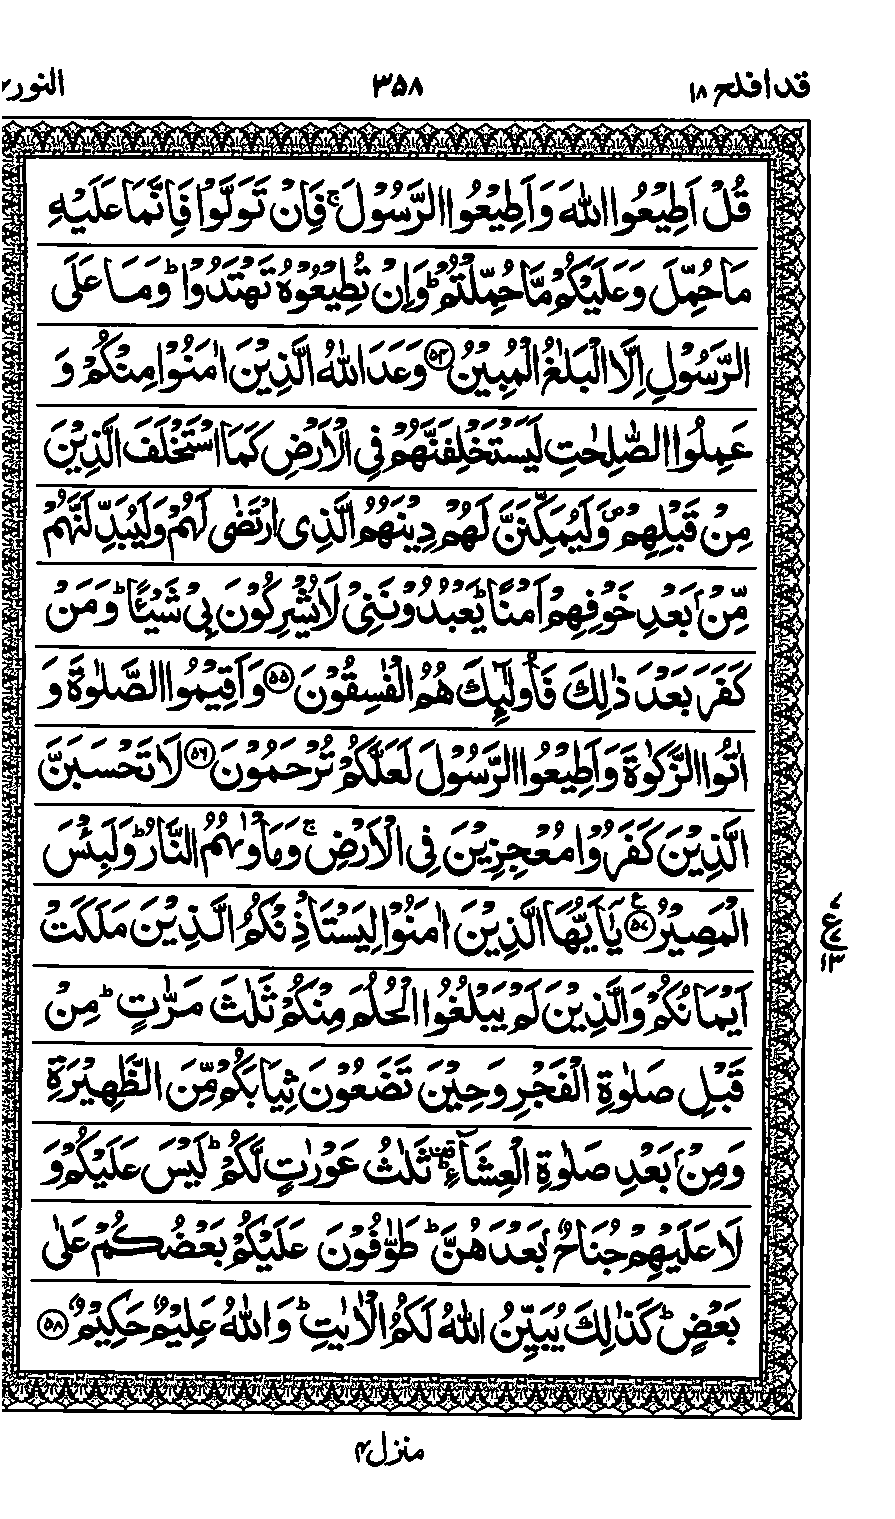 قد افلح ۱۸
۳۵۸
النور
قُلْ اَطِيْعُوا اللّٰهَ وَاَطِيْعُوا الرَّسُوْلَ ۚ فَاِنْ تَوَلَّوْا فَاِنَّمَا عَلَيْهِ
مَا حُمِّلَ وَعَلَيْكُمْ مَّا حُمِّلْتُمْ ؕ وَاِنْ تُطِيْعُوْهُ تَهْتَدُوْا ؕ وَمَا عَلَى
الرَّسُوْلِ اِلَّا الْبَلٰغُ الْمُبِيْنُ ﴿۵۴﴾ وَعَدَ اللّٰهُ الَّذِيْنَ اٰمَنُوْا مِنْكُمْ وَ
عَمِلُوا الصّٰلِحٰتِ لَيَسْتَخْلِفَنَّهُمْ فِى الْاَرْضِ كَمَا اسْتَخْلَفَ الَّذِيْنَ
مِنْ قَبْلِهِمْ ۪ وَلَيُمَكِّنَنَّ لَهُمْ دِيْنَهُمُ الَّذِى ارْتَضٰى لَهُمْ وَلَيُبَدِّلَنَّهُمْ
مِّنْۢ بَعْدِ خَوْفِهِمْ اَمْنًا ؕ يَعْبُدُوْنَنِىْ لَا يُشْرِكُوْنَ بِىْ شَيْـًٔا ؕ وَمَنْ
كَفَرَ بَعْدَ ذٰلِكَ فَاُولٰٓئِكَ هُمُ الْفٰسِقُوْنَ ﴿۵۵﴾ وَاَقِيْمُوا الصَّلٰوةَ وَ
اٰتُوا الزَّكٰوةَ وَاَطِيْعُوا الرَّسُوْلَ لَعَلَّكُمْ تُرْحَمُوْنَ ﴿۵۶﴾ لَا تَحْسَبَنَّ
الَّذِيْنَ كَفَرُوْا مُعْجِزِيْنَ فِى الْاَرْضِ ۚ وَمَاْوٰىهُمُ النَّارُ ؕ وَلَبِئْسَ
الْمَصِيْرُ ﴿۵۷﴾ يٰۤاَيُّهَا الَّذِيْنَ اٰمَنُوْا لِيَسْتَاْذِنْكُمُ الَّذِيْنَ مَلَكَتْ
اَيْمَانُكُمْ وَالَّذِيْنَ لَمْ يَبْلُغُوا الْحُلُمَ مِنْكُمْ ثَلٰثَ مَرّٰتٍ ؕ مِنْ
قَبْلِ صَلٰوةِ الْفَجْرِ وَحِيْنَ تَضَعُوْنَ ثِيَابَكُمْ مِّنَ الظَّهِيْرَةِ
وَمِنْۢ بَعْدِ صَلٰوةِ الْعِشَآءِ ؕ ثَلٰثُ عَوْرٰتٍ لَّكُمْ ؕ لَيْسَ عَلَيْكُمْ وَ
لَا عَلَيْهِمْ جُنَاحٌۢ بَعْدَهُنَّ ؕ طَوّٰفُوْنَ عَلَيْكُمْ بَعْضُكُمْ عَلٰى
بَعْضٍ ؕ كَذٰلِكَ يُبَيِّنُ اللّٰهُ لَكُمُ الْاٰيٰتِ ؕ وَاللّٰهُ عَلِيْمٌ حَكِيْمٌ ﴿۵۸﴾
ع
۱۳
منزل ۴